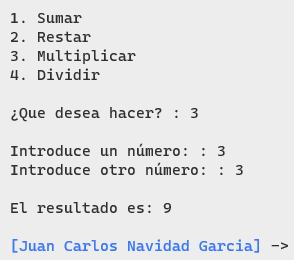 1. Sumar
2. Restar
3. Multiplicar
4. Dividir
¿Que desea hacer? : 3
Introduce un número: : 3
Introduce otro número: : 3
El resultado es: 9
[Juan Carlos Navidad Garcia] ->